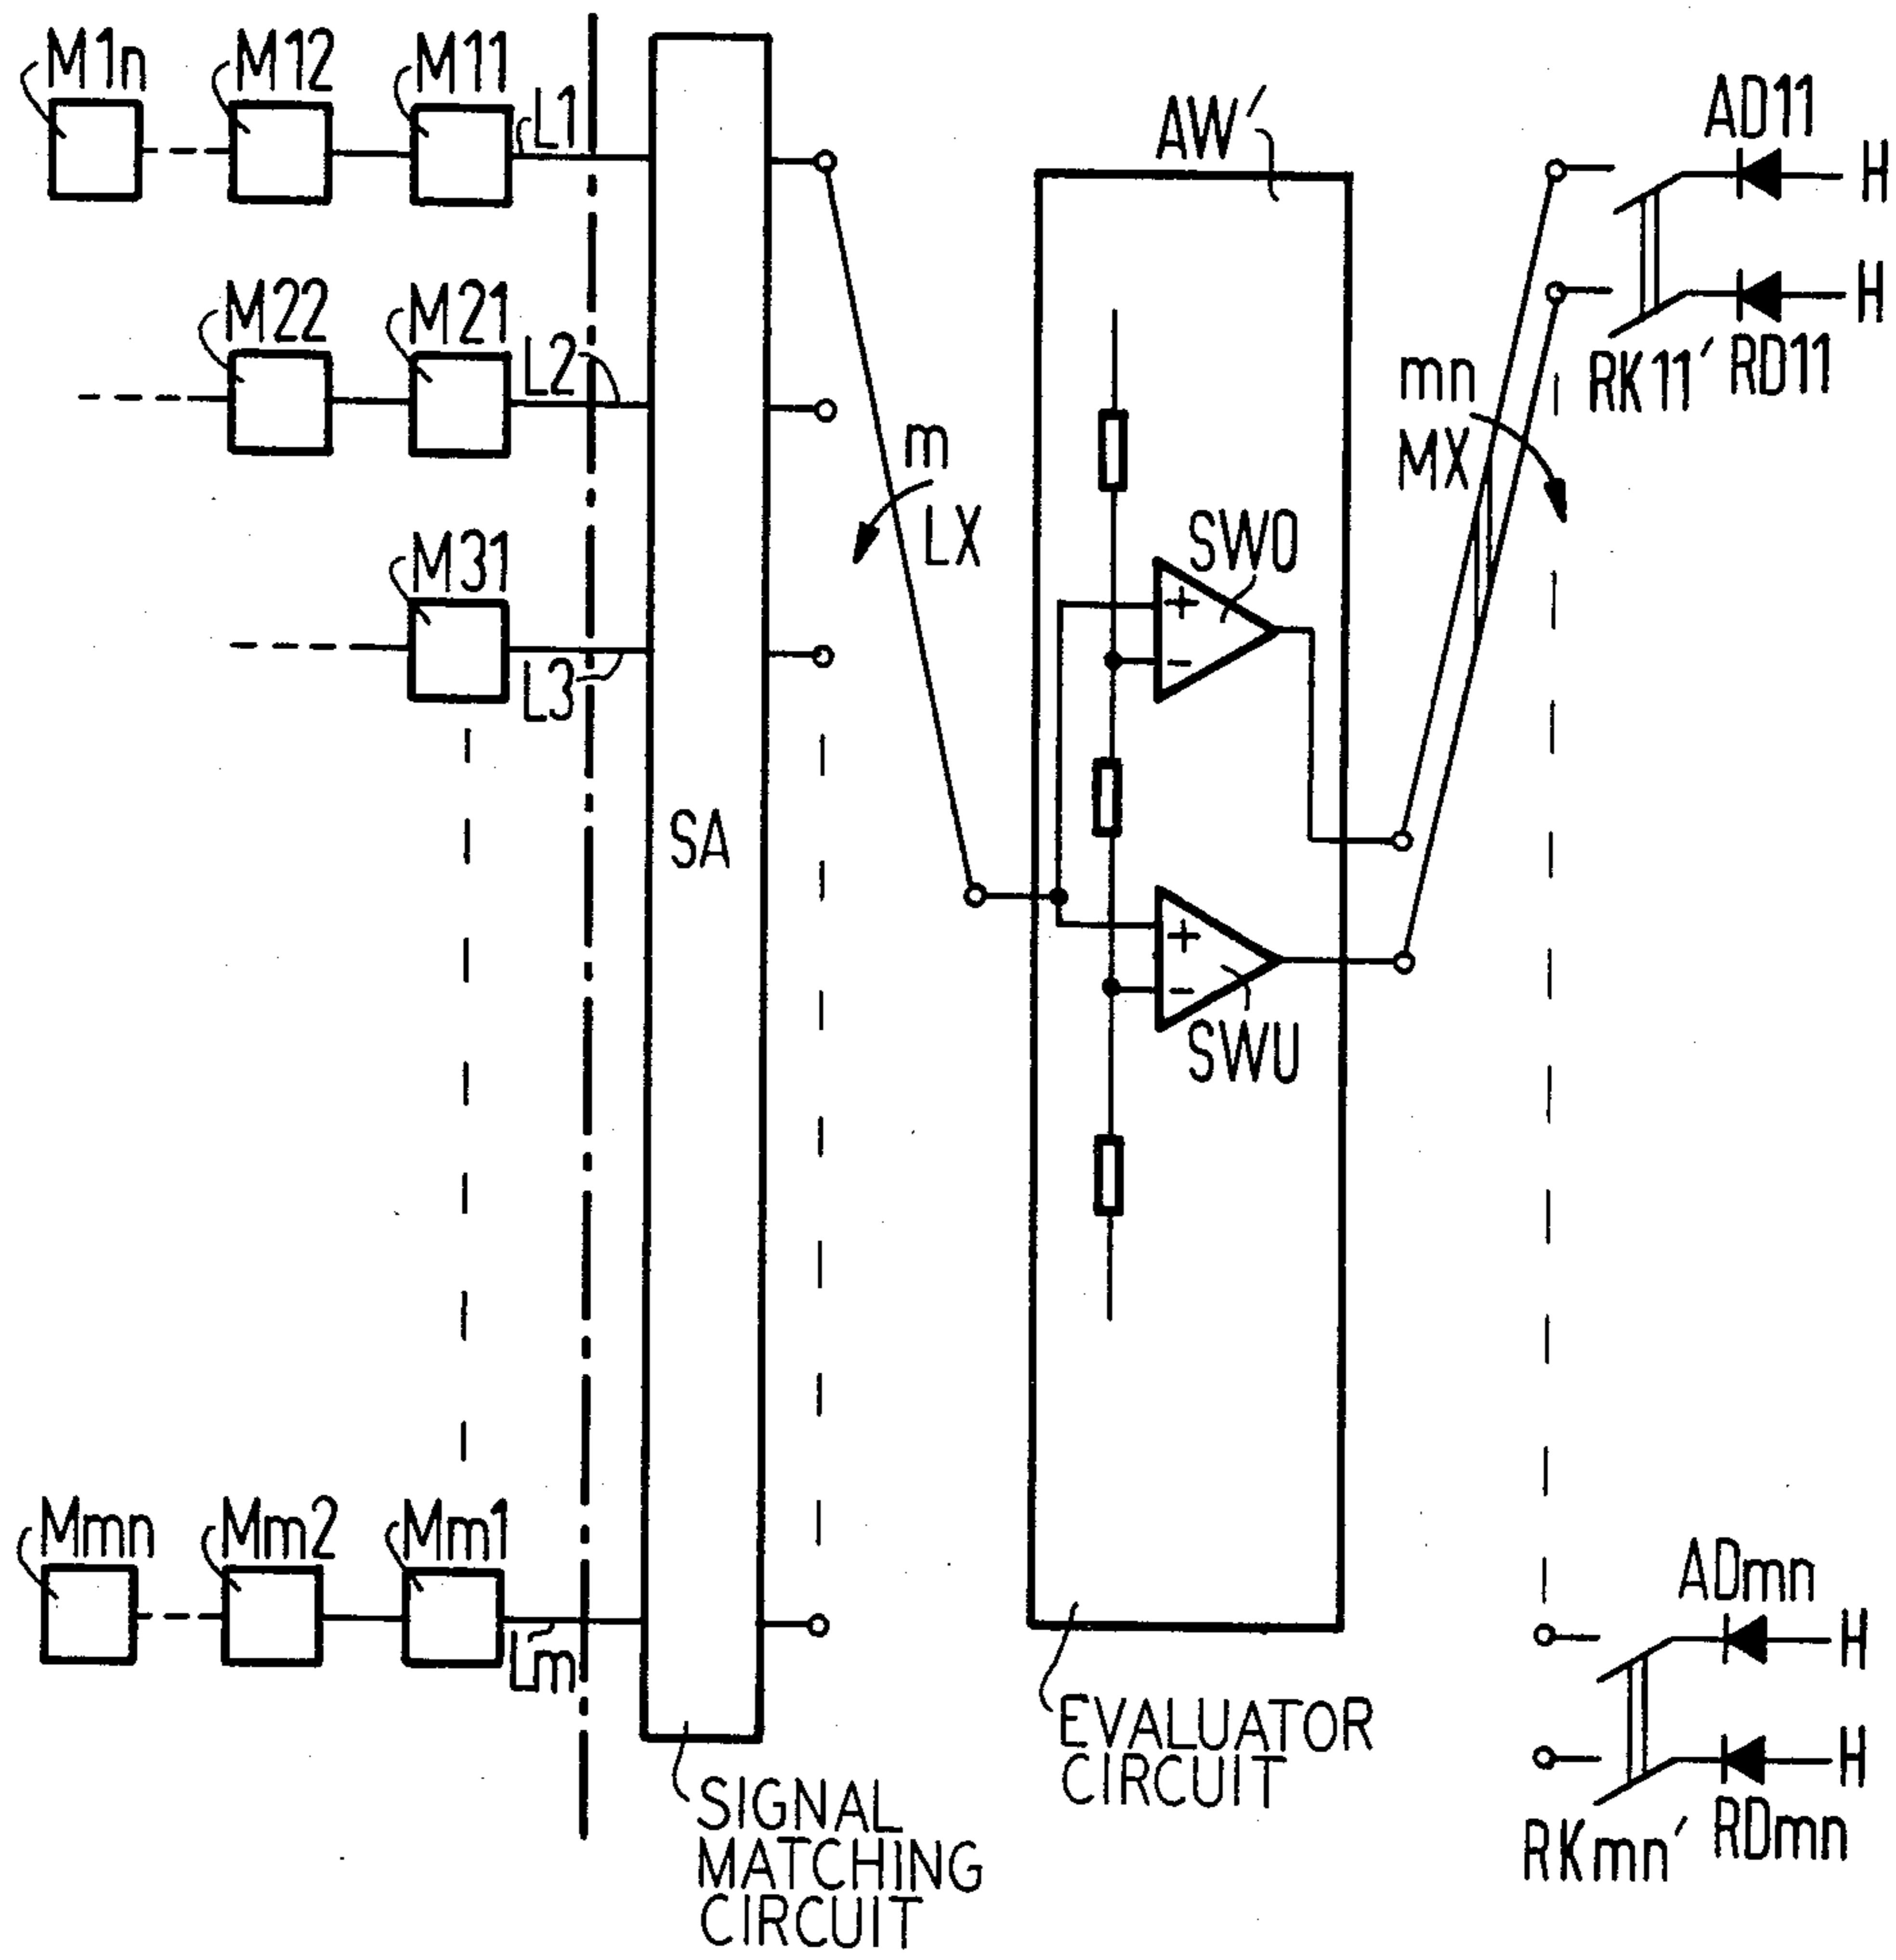 M1n M12 M11 L1
AW′
AD11
H
M22 M21 L2
H
RK11′ RD11
m
LX
mn
MX
M31
L3
SWO
+
−
SA
+
−
SWU
Mmn Mm2 Mm1
Lm
ADmn
H
H
RKmn′ RDmn
EVALUATOR
CIRCUIT
SIGNAL
MATCHING
CIRCUIT